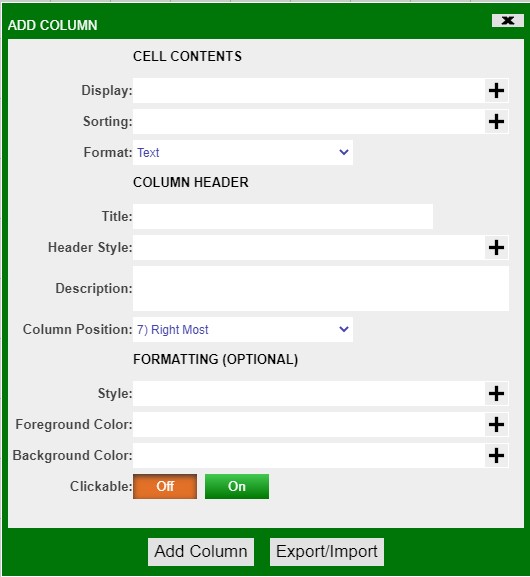 ADD COLUMN
CELL CONTENTS
Display:
Sorting:
Format: Text
COLUMN HEADER
Title:
Header Style:
Description:
Column Position: 7) Right Most
FORMATTING (OPTIONAL)
Style:
Foreground Color:
Background Color:
Clickable: Off On
Add Column Export/Import